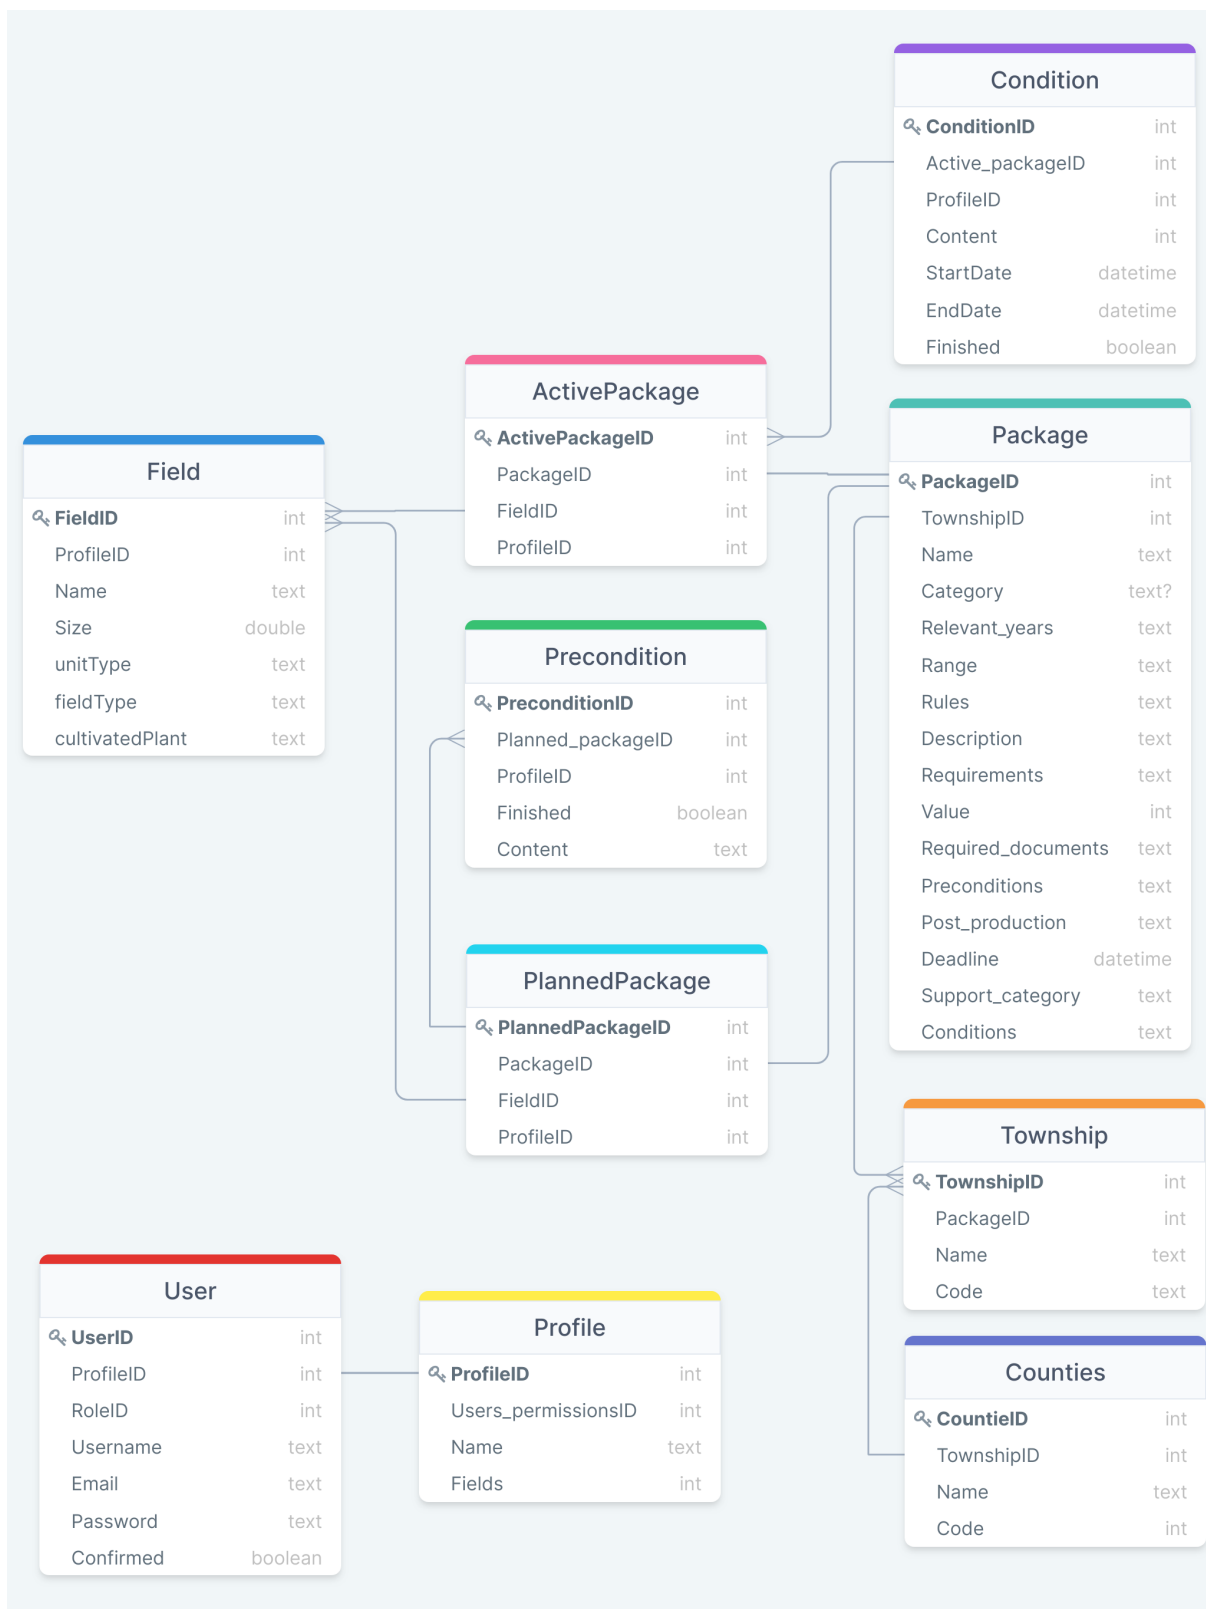 Condition
ConditionID int
Active_packageID int
ProfileID int
Content int
StartDate datetime
EndDate datetime
Finished boolean
ActivePackage
ActivePackageID int
PackageID int
FieldID int
ProfileID int
Package
PackageID int
TownshipID int
Name text
Category text?
Relevant_years text
Range text
Rules text
Description text
Requirements text
Value int
Required_documents text
Preconditions text
Post_production text
Deadline datetime
Support_category text
Conditions text
Field
FieldID int
ProfileID int
Name text
Size double
unitType text
fieldType text
cultivatedPlant text
Precondition
PreconditionID int
Planned_packageID int
ProfileID int
Finished boolean
Content text
PlannedPackage
PlannedPackageID int
PackageID int
FieldID int
ProfileID int
Township
TownshipID int
PackageID int
Name text
Code text
User
UserID int
ProfileID int
RoleID int
Username text
Email text
Password text
Confirmed boolean
Profile
ProfileID int
Users_permissionsID int
Name text
Fields int
Counties
CountieID int
TownshipID int
Name text
Code int